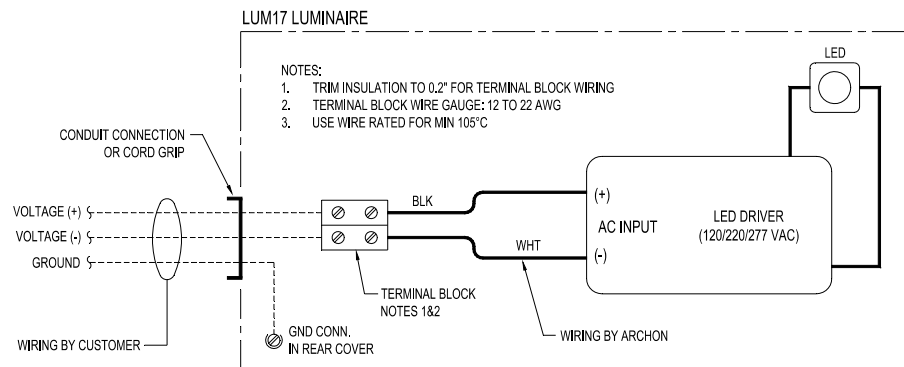 LUM17 LUMINAIRE
LED
NOTES:
1. TRIM INSULATION TO 0.2" FOR TERMINAL BLOCK WIRING
2. TERMINAL BLOCK WIRE GAUGE: 12 TO 22 AWG
3. USE WIRE RATED FOR MIN 105°C
CONDUIT CONNECTION
OR CORD GRIP
VOLTAGE (+)
VOLTAGE (-)
GROUND
BLK
WHT
(+)
AC INPUT
(-)
LED DRIVER
(120/220/277 VAC)
TERMINAL BLOCK
NOTES 1&2
WIRING BY CUSTOMER
GND CONN.
IN REAR COVER
WIRING BY ARCHON